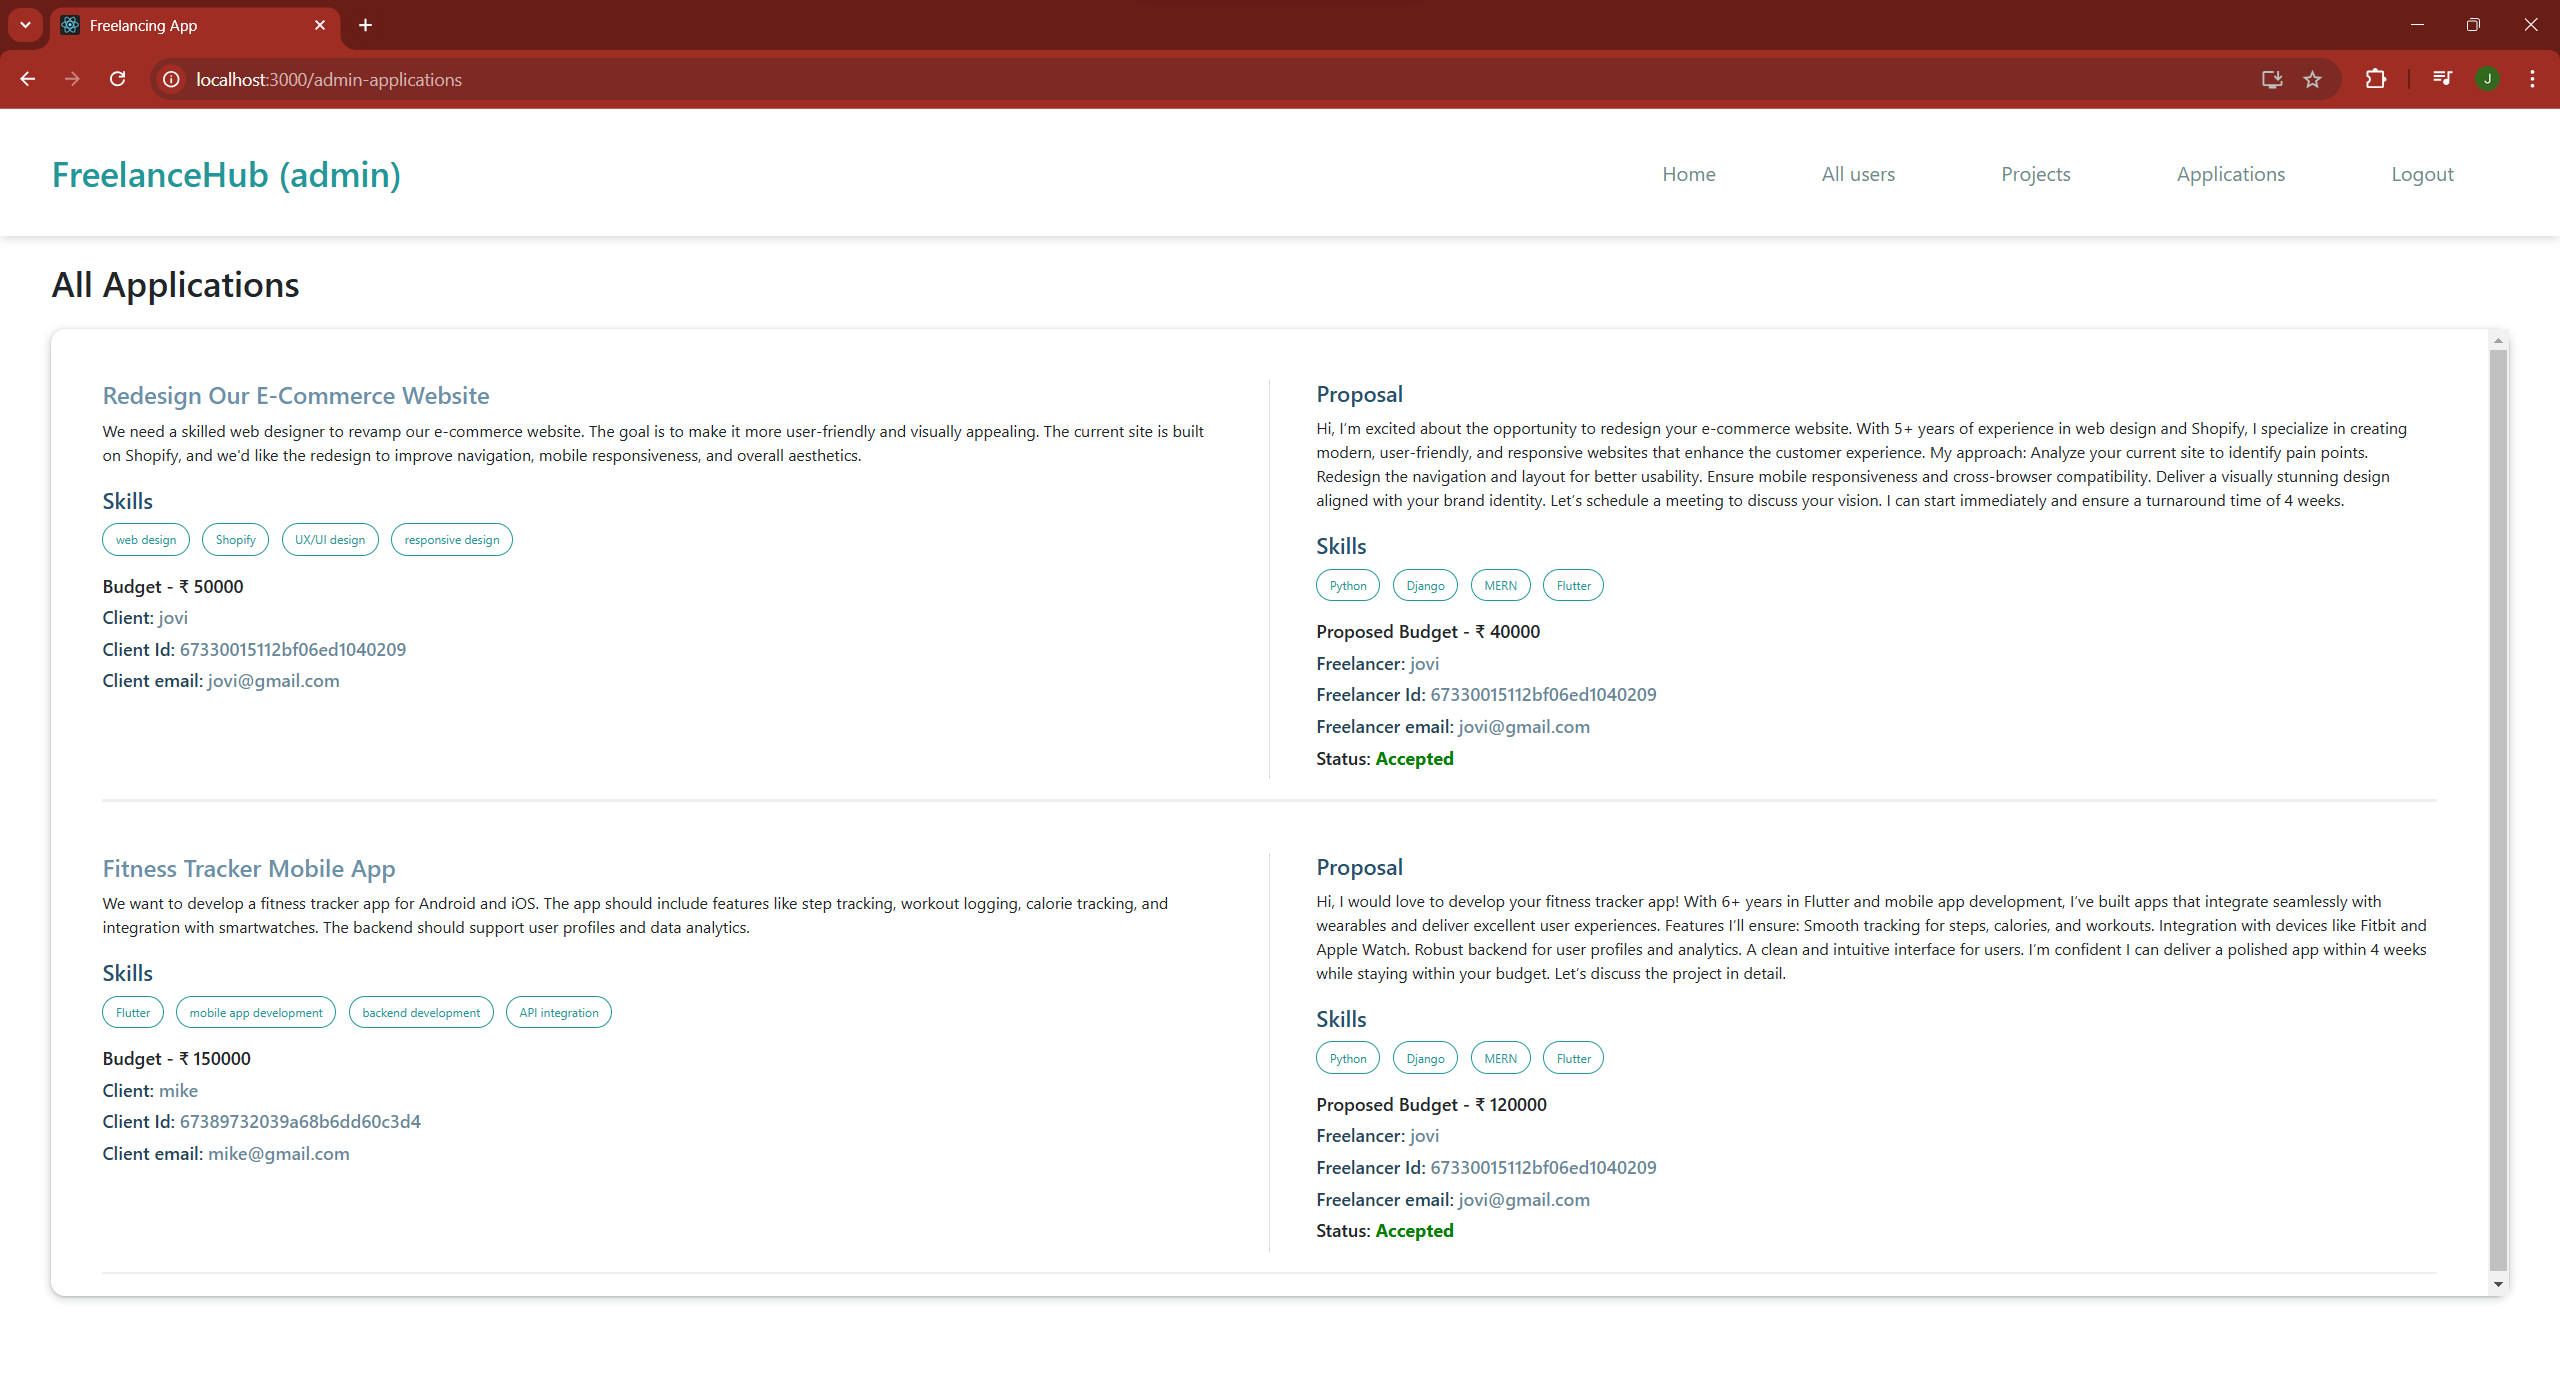 Freelancing App
localhost:3000/admin-applications
J
FreelanceHub (admin)
Home
All users
Projects
Applications
Logout
All Applications
Redesign Our E-Commerce Website
We need a skilled web designer to revamp our e-commerce website. The goal is to make it more user-friendly and visually appealing. The current site is built
on Shopify, and we'd like the redesign to improve navigation, mobile responsiveness, and overall aesthetics.
Skills
web design
Shopify
UX/UI design
responsive design
Budget - ₹ 50000
Client: jovi
Client Id: 67330015112bf06ed1040209
Client email: jovi@gmail.com
Proposal
Hi, I’m excited about the opportunity to redesign your e-commerce website. With 5+ years of experience in web design and Shopify, I specialize in creating
modern, user-friendly, and responsive websites that enhance the customer experience. My approach: Analyze your current site to identify pain points.
Redesign the navigation and layout for better usability. Ensure mobile responsiveness and cross-browser compatibility. Deliver a visually stunning design
aligned with your brand identity. Let’s schedule a meeting to discuss your vision. I can start immediately and ensure a turnaround time of 4 weeks.
Skills
Python
Django
MERN
Flutter
Proposed Budget - ₹ 40000
Freelancer: jovi
Freelancer Id: 67330015112bf06ed1040209
Freelancer email: jovi@gmail.com
Status: Accepted
Fitness Tracker Mobile App
We want to develop a fitness tracker app for Android and iOS. The app should include features like step tracking, workout logging, calorie tracking, and
integration with smartwatches. The backend should support user profiles and data analytics.
Skills
Flutter
mobile app development
backend development
API integration
Budget - ₹ 150000
Client: mike
Client Id: 67389732039a68b6dd60c3d4
Client email: mike@gmail.com
Proposal
Hi, I would love to develop your fitness tracker app! With 6+ years in Flutter and mobile app development, I’ve built apps that integrate seamlessly with
wearables and deliver excellent user experiences. Features I’ll ensure: Smooth tracking for steps, calories, and workouts. Integration with devices like Fitbit and
Apple Watch. Robust backend for user profiles and analytics. A clean and intuitive interface for users. I’m confident I can deliver a polished app within 4 weeks
while staying within your budget. Let’s discuss the project in detail.
Skills
Python
Django
MERN
Flutter
Proposed Budget - ₹ 120000
Freelancer: jovi
Freelancer Id: 67330015112bf06ed1040209
Freelancer email: jovi@gmail.com
Status: Accepted